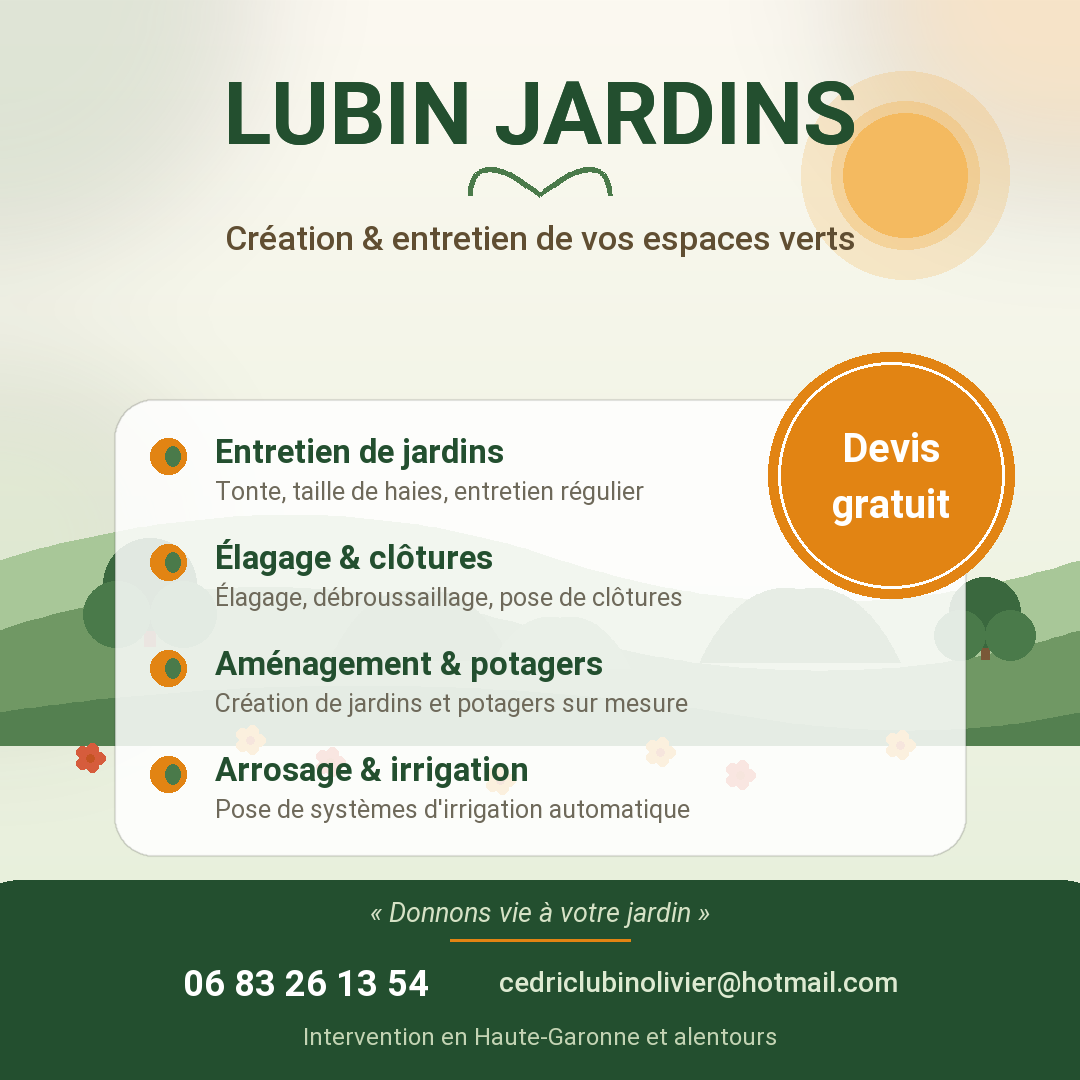 LUBIN JARDINS
Création & entretien de vos espaces verts
Devis
gratuit
Entretien de jardins
Tonte, taille de haies, entretien régulier
Élagage & clôtures
Élagage, débroussaillage, pose de clôtures
Aménagement & potagers
Création de jardins et potagers sur mesure
Arrosage & irrigation
Pose de systèmes d'irrigation automatique
« Donnons vie à votre jardin »
06 83 26 13 54
cedriclubinolivier@hotmail.com
Intervention en Haute-Garonne et alentours